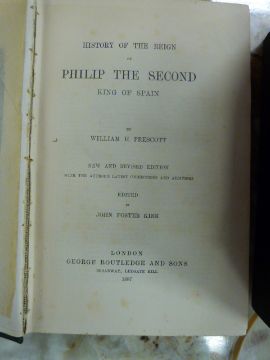 HISTORY OF THE REIGN
OF
PHILIP THE SECOND
KING OF SPAIN
BY
WILLIAM H. PRESCOTT
NEW AND REVISED EDITION
WITH THE AUTHOR'S LATEST CORRECTIONS AND ADDITIONS
EDITED
BY
JOHN FOSTER KIRK
LONDON
GEORGE ROUTLEDGE AND SONS
BROADWAY, LUDGATE HILL
1887